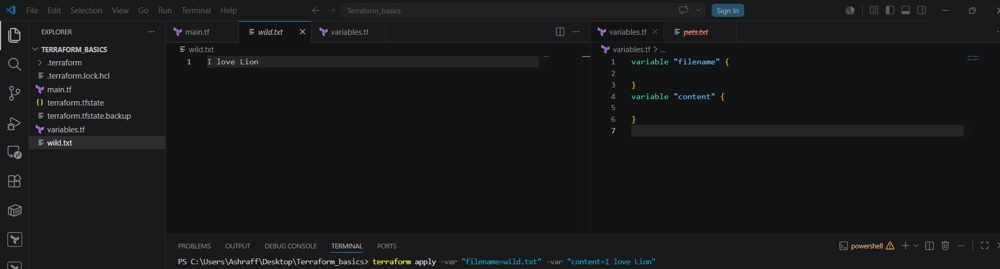 File Edit Selection View Go Run Terminal Help
Terraform_basics
Sign In
EXPLORER
TERRAFORM_BASICS
.terraform
.terraform.lock.hcl
main.tf
terraform.tfstate
terraform.tfstate.backup
variables.tf
wild.txt
main.tf
wild.txt
variables.tf
wild.txt
1 I love Lion
variables.tf
pets.txt
variables.tf > ...
1 variable "filename" {
2
3 }
4 variable "content" {
5
6 }
7
PROBLEMS OUTPUT DEBUG CONSOLE TERMINAL PORTS
powershell
PS C:\Users\Ashraff\Desktop\Terraform_basics> terraform apply -var "filename=wild.txt" -var "content=I love Lion"